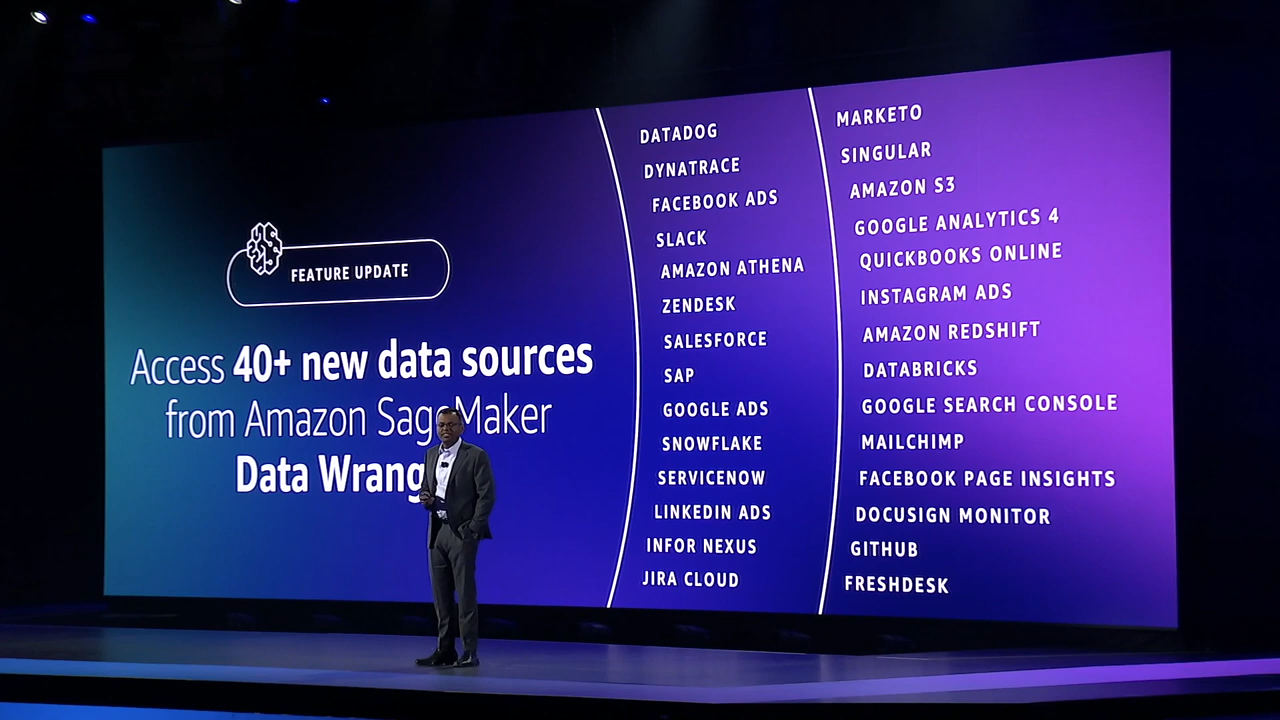 FEATURE UPDATE
Access 40+ new data sources
from Amazon SageMaker
Data Wrang
DATADOG
DYNATRACE
FACEBOOK ADS
SLACK
AMAZON ATHENA
ZENDESK
SALESFORCE
SAP
GOOGLE ADS
SNOWFLAKE
SERVICENOW
LINKEDIN ADS
INFOR NEXUS
JIRA CLOUD
MARKETO
SINGULAR
AMAZON S3
GOOGLE ANALYTICS 4
QUICKBOOKS ONLINE
INSTAGRAM ADS
AMAZON REDSHIFT
DATABRICKS
GOOGLE SEARCH CONSOLE
MAILCHIMP
FACEBOOK PAGE INSIGHTS
DOCUSIGN MONITOR
GITHUB
FRESHDESK